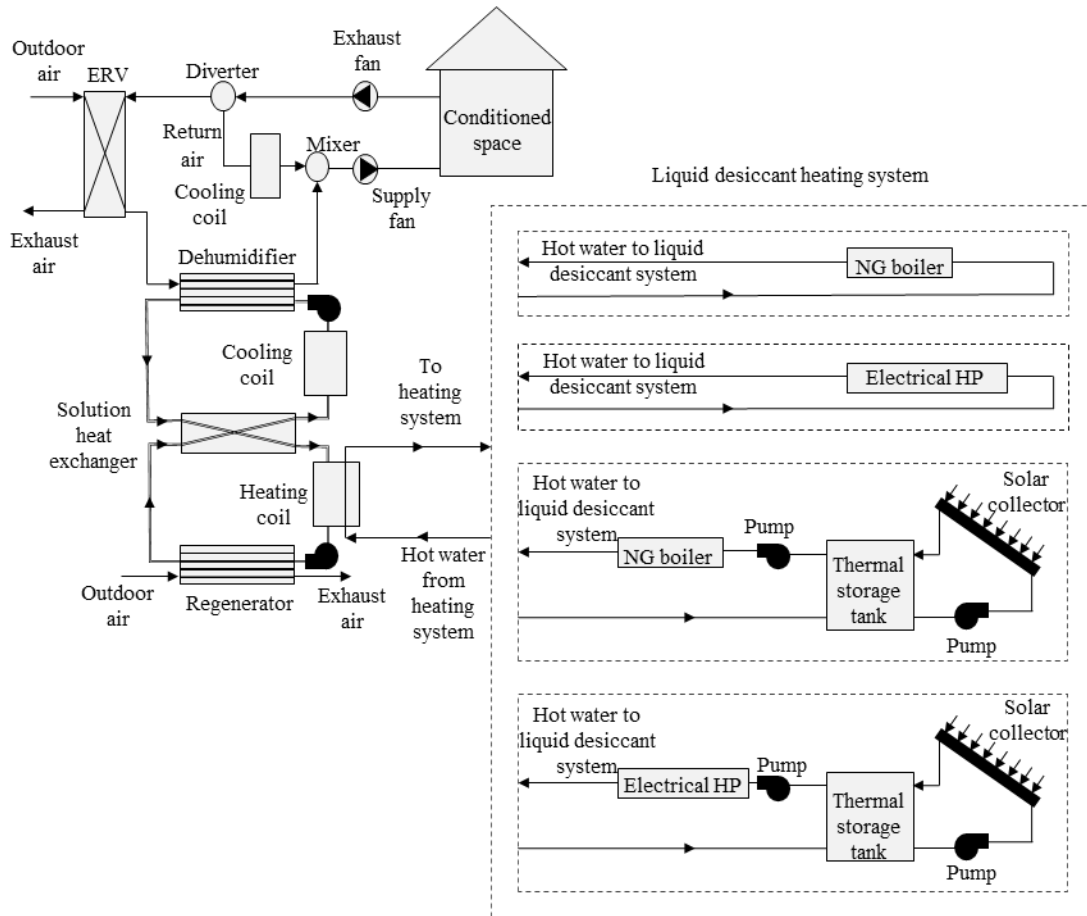 Outdoor
air
ERV
Diverter
Exhaust
fan
Conditioned
space
Return
air
Cooling
coil
Mixer
Supply
fan
Exhaust
air
Dehumidifier
Cooling
coil
Solution
heat
exchanger
To
heating
system
Heating
coil
Hot water
from
heating
system
Outdoor
air
Regenerator
Exhaust
air
Liquid desiccant heating system
Hot water to liquid
desiccant system
NG boiler
Hot water to liquid
desiccant system
Electrical HP
Hot water to
liquid desiccant
system
NG boiler
Pump
Thermal
storage
tank
Solar
collector
Pump
Hot water to
liquid desiccant
system
Electrical HP
Pump
Thermal
storage
tank
Solar
collector
Pump